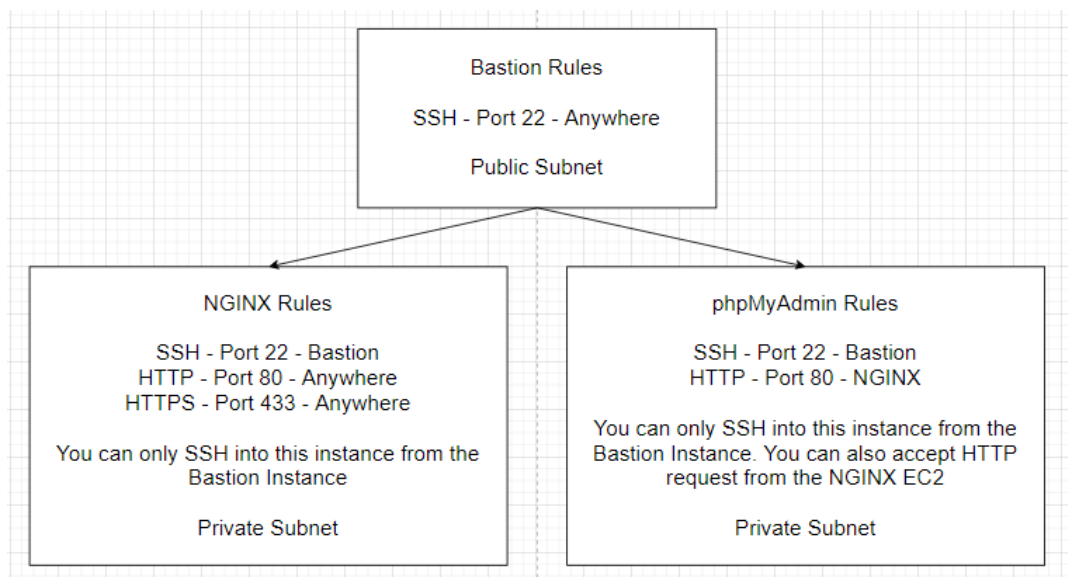 Bastion Rules
SSH - Port 22 - Anywhere
Public Subnet
NGINX Rules
SSH - Port 22 - Bastion
HTTP - Port 80 - Anywhere
HTTPS - Port 433 - Anywhere
You can only SSH into this instance from the
Bastion Instance
Private Subnet
phpMyAdmin Rules
SSH - Port 22 - Bastion
HTTP - Port 80 - NGINX
You can only SSH into this instance from the
Bastion Instance. You can also accept HTTP
request from the NGINX EC2
Private Subnet